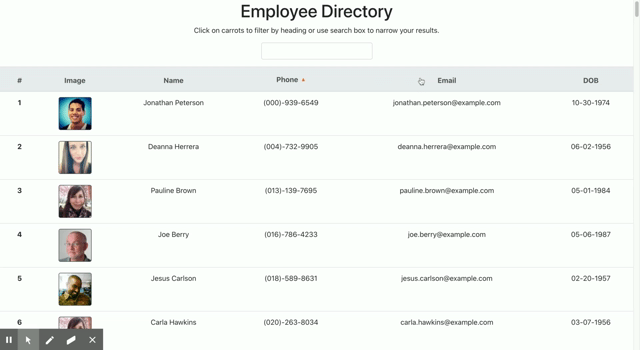 Employee Directory
Click on carrots to filter by heading or use search box to narrow your results.
# Image Name Phone Email DOB
1 Jonathan Peterson (000)-939-6549 jonathan.peterson@example.com 10-30-1974
2 Deanna Herrera (004)-732-9905 deanna.herrera@example.com 06-02-1956
3 Pauline Brown (013)-139-7695 pauline.brown@example.com 05-01-1984
4 Joe Berry (016)-786-4233 joe.berry@example.com 05-06-1987
5 Jesus Carlson (018)-589-8631 jesus.carlson@example.com 02-20-1957
6 Carla Hawkins (020)-263-8034 carla.hawkins@example.com 03-07-1956